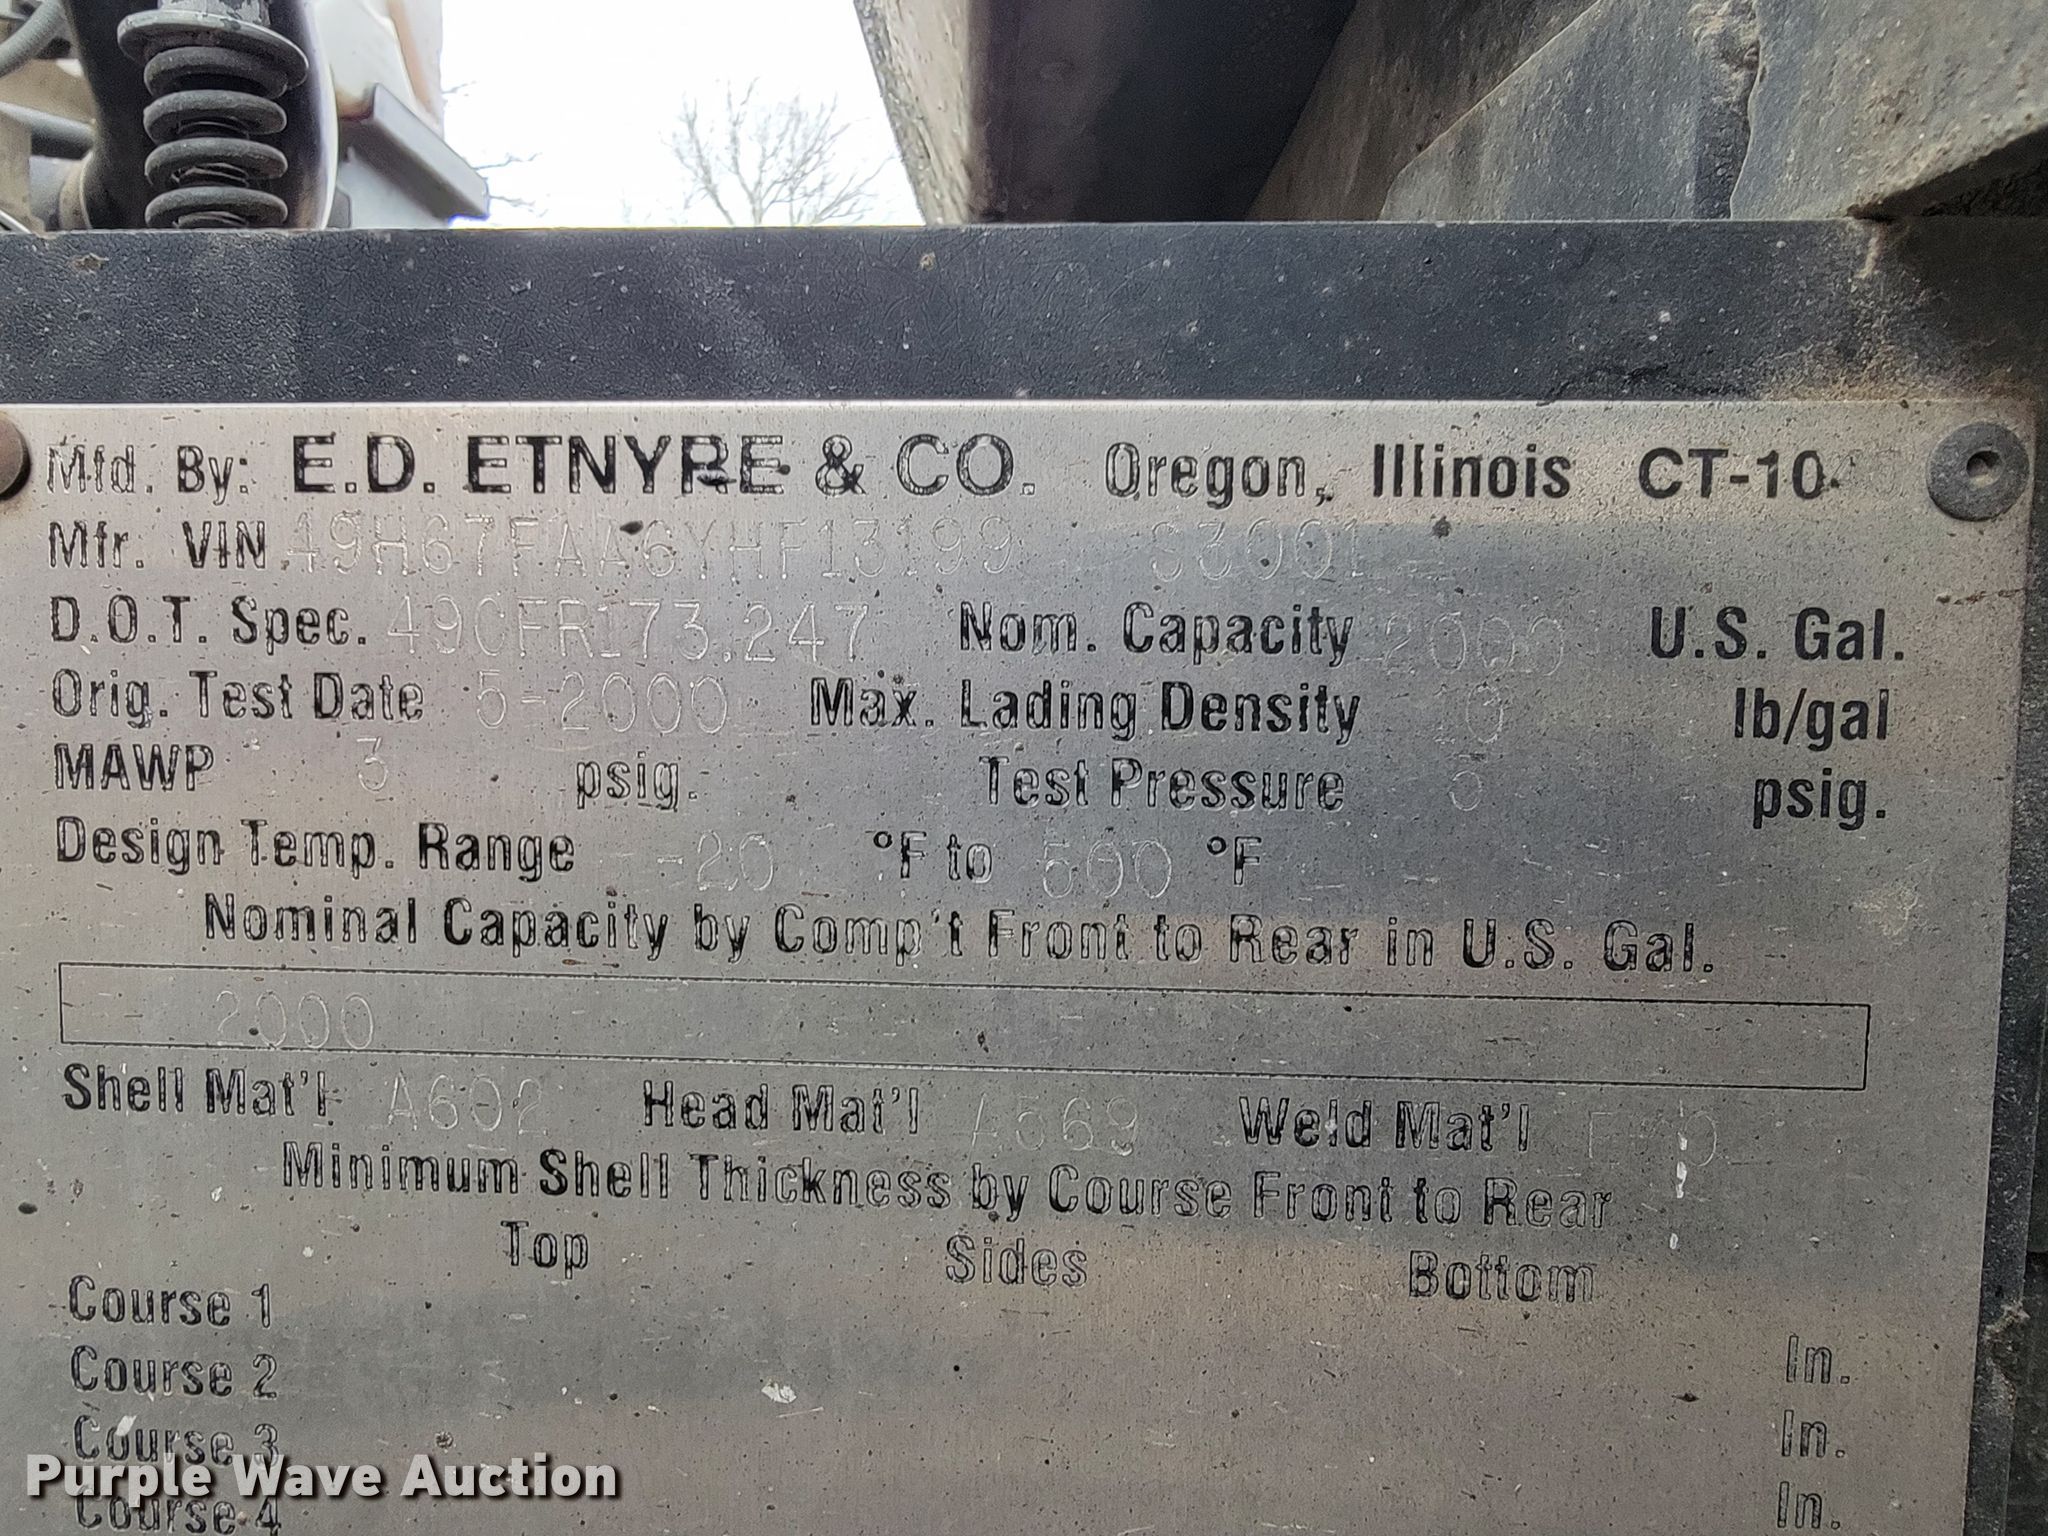 Mfd. By: E.D. ETNYRE & CO. Oregon, Illinois CT-10
Mfr. VIN 49H67FAA6YHF13199 S3001
D.O.T. Spec. 49CFR173.247 Nom. Capacity 2000 U.S. Gal.
Orig. Test Date 5-2000 Max. Lading Density lb/gal
MAWP 3 psig. Test Pressure psig.
Design Temp. Range -20 °F to 500 °F
Nominal Capacity by Comp't Front to Rear in U.S. Gal.
2000
Shell Mat'l A602 Head Mat'l A569 Weld Mat'l
Minimum Shell Thickness by Course Front to Rear
Top Sides Bottom
Course 1
Course 2 In.
Course 3 In.
Course 4 In.
Purple Wave Auction